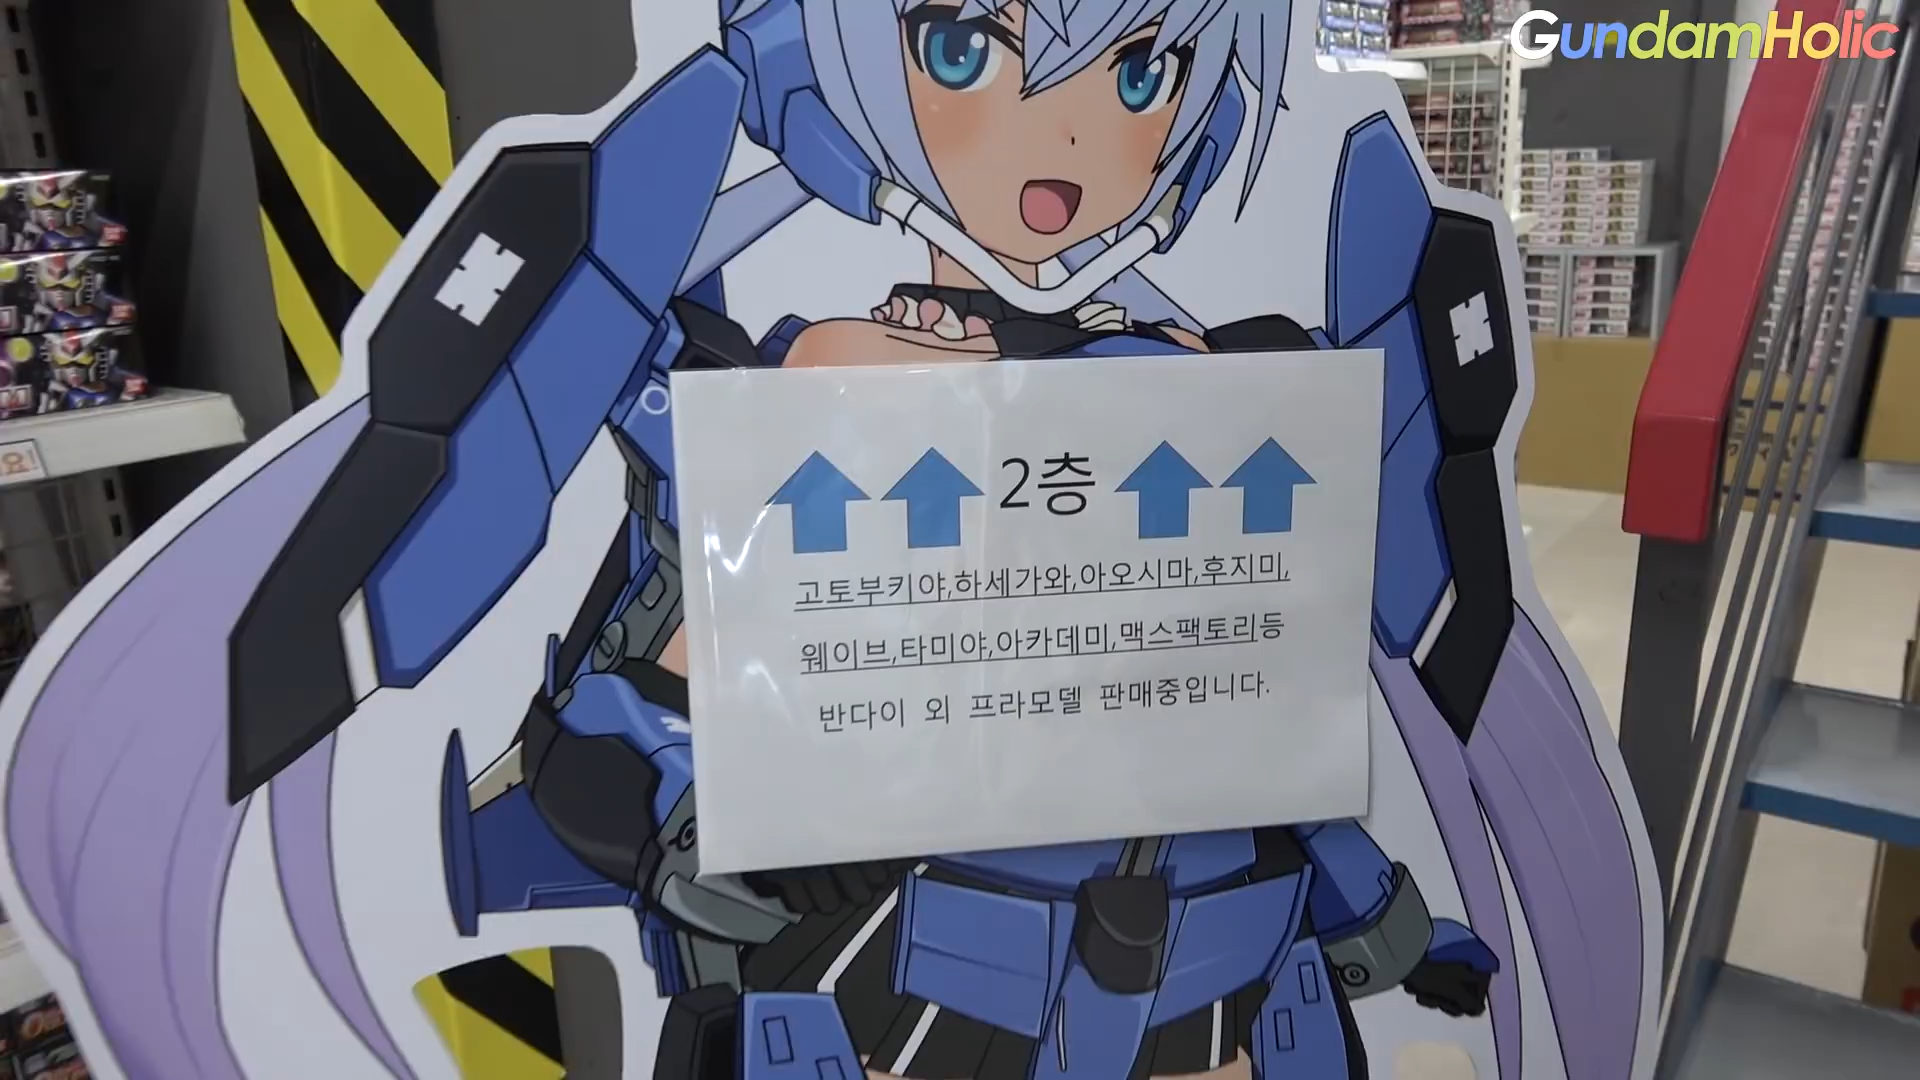 GundamHolic
2층
고토부키야,하세가와,아오시마,후지미,
웨이브,타미야,아카데미,맥스팩토리등
반다이 외 프라모델 판매중입니다.